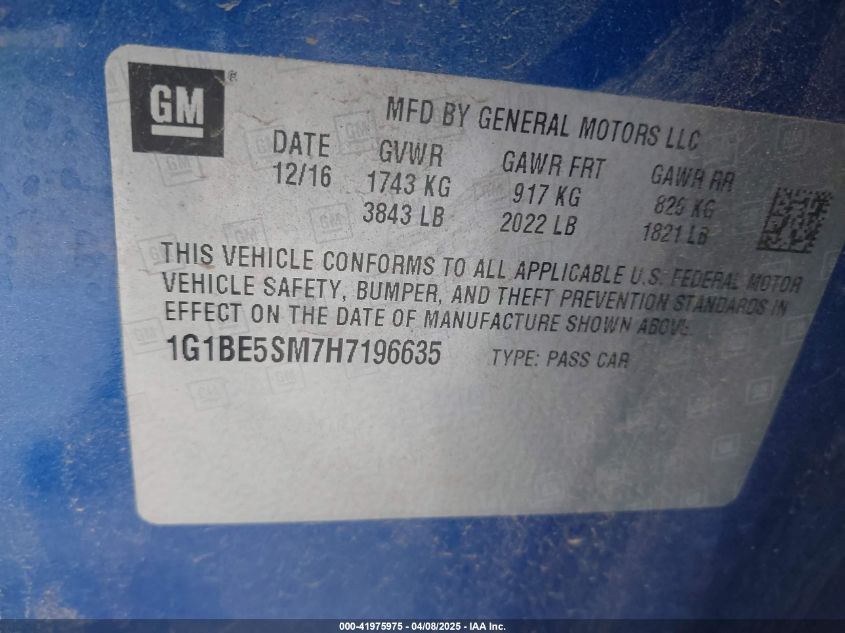 GM®
MFD BY GENERAL MOTORS LLC
DATE GVWR GAWR FRT GAWR RR
12/16 1743 KG 917 KG 826 KG
3843 LB 2022 LB 1821 LB
THIS VEHICLE CONFORMS TO ALL APPLICABLE U.S. FEDERAL MOTOR
VEHICLE SAFETY, BUMPER, AND THEFT PREVENTION STANDARDS IN
EFFECT ON THE DATE OF MANUFACTURE SHOWN ABOVE.
1G1BE5SM7H7196635 TYPE: PASS CAR
000-41975975 - 04/08/2025 - IAA Inc.